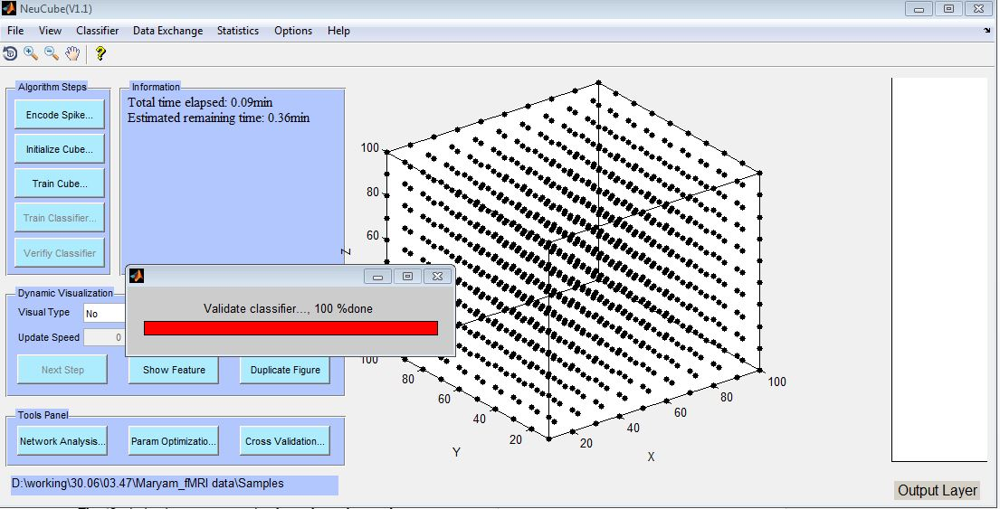 NeuCube(V1.1)
File View Classifier Data Exchange Statistics Options Help
Algorithm Steps
Encode Spike...
Initialize Cube...
Train Cube...
Train Classifier...
Verifiy Classifier
Information
Total time elapsed: 0.09min
Estimated remaining time: 0.36min
Validate classifier..., 100 %done
Dynamic Visualization
Visual Type No
Update Speed 0
Next Step Show Feature Duplicate Figure
Tools Panel
Network Analysis... Param Optimizatio... Cross Validation...
D:\working\30.06\03.47\Maryam_fMRI data\Samples
100
80
60
Z
100
80
60
40
20
Y
20
40
60
80
100
X
Output Layer